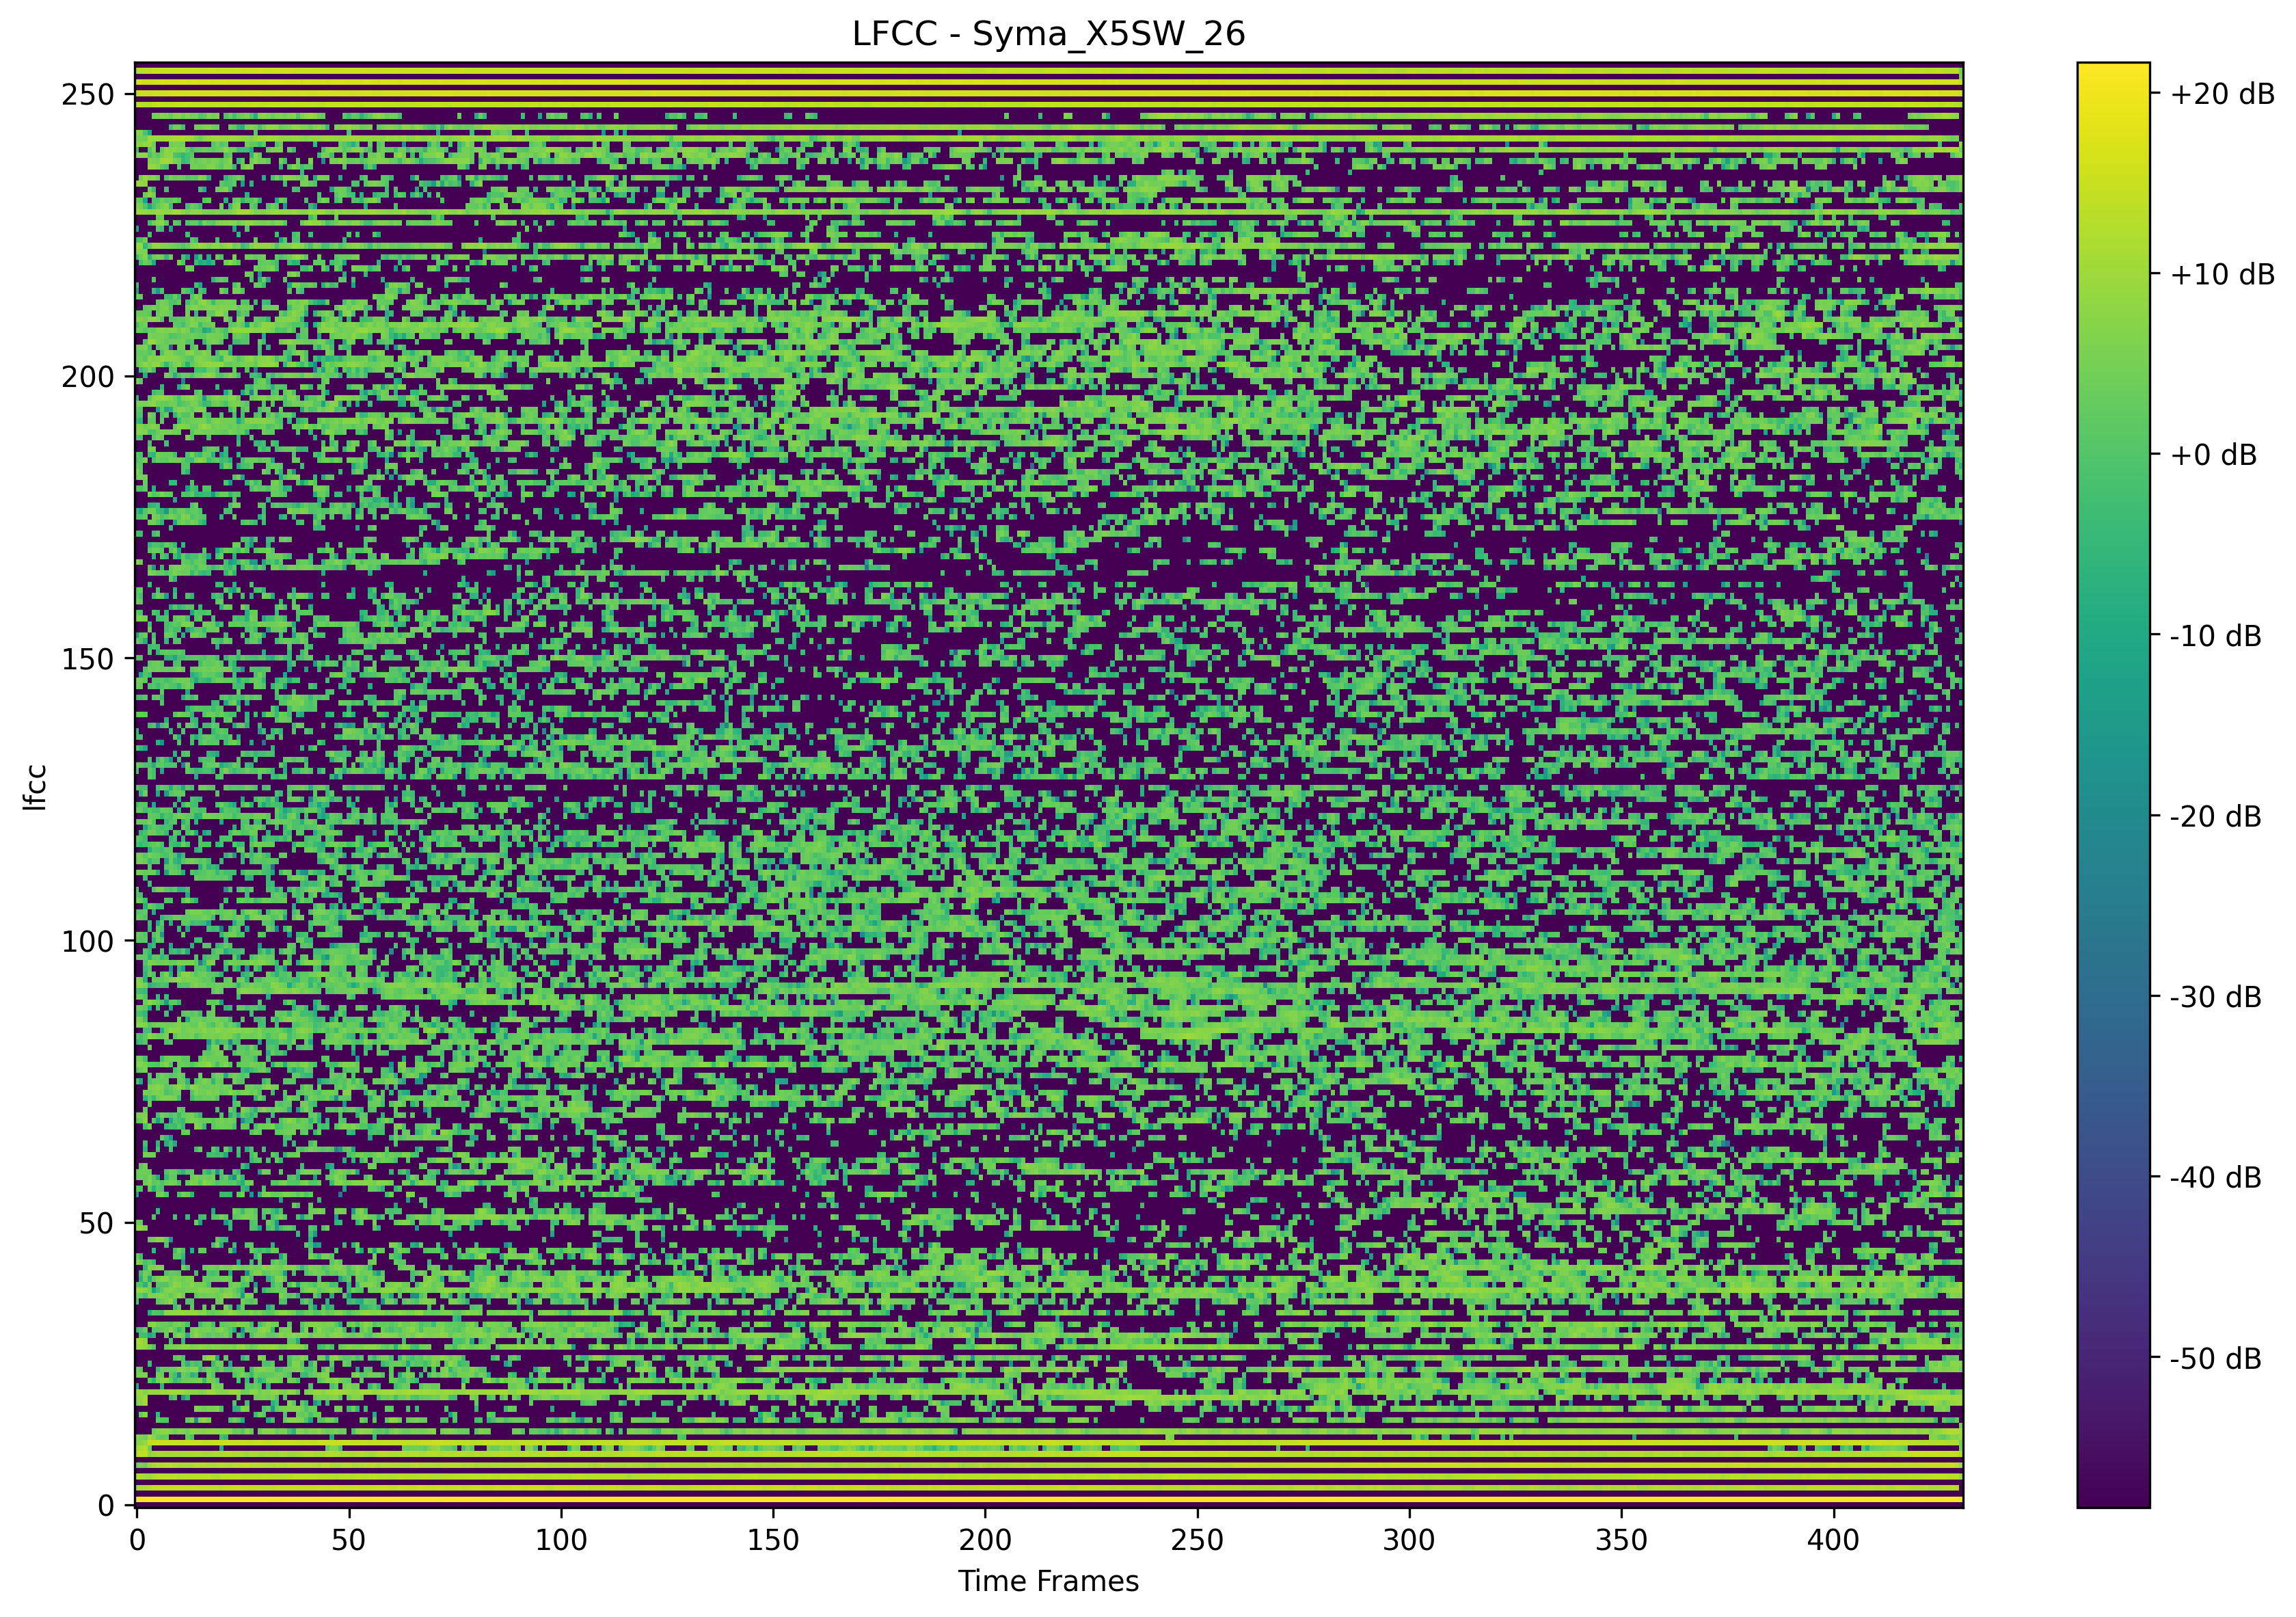 LFCC - Syma_X5SW_26
lfcc
250
200
150
100
50
0
0 50 100 150 200 250 300 350 400
Time Frames
+20 dB
+10 dB
+0 dB
-10 dB
-20 dB
-30 dB
-40 dB
-50 dB